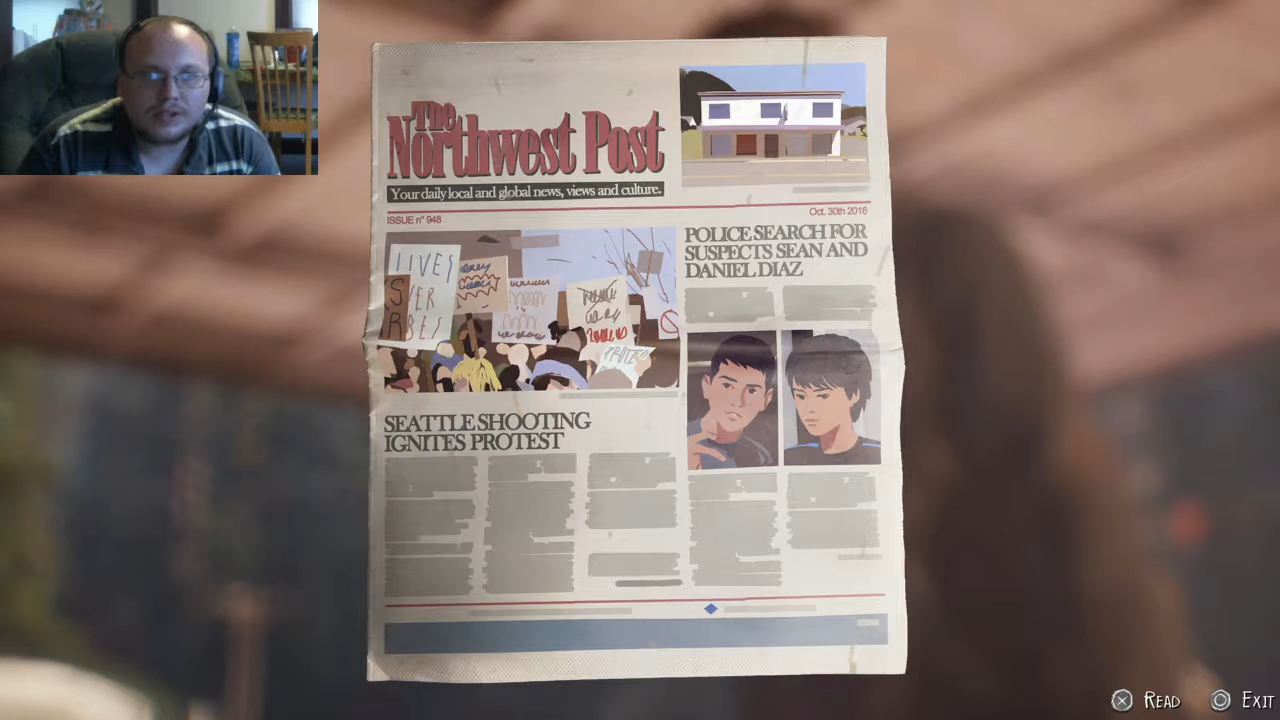 The
Northwest Post
Your daily local and global news, views and culture.
ISSUE n° 948
Oct. 30th 2016
LIVES
POLICE SEARCH FOR
SUSPECTS SEAN AND
DANIEL DIAZ
SEATTLE SHOOTING
IGNITES PROTEST
READ
EXIT